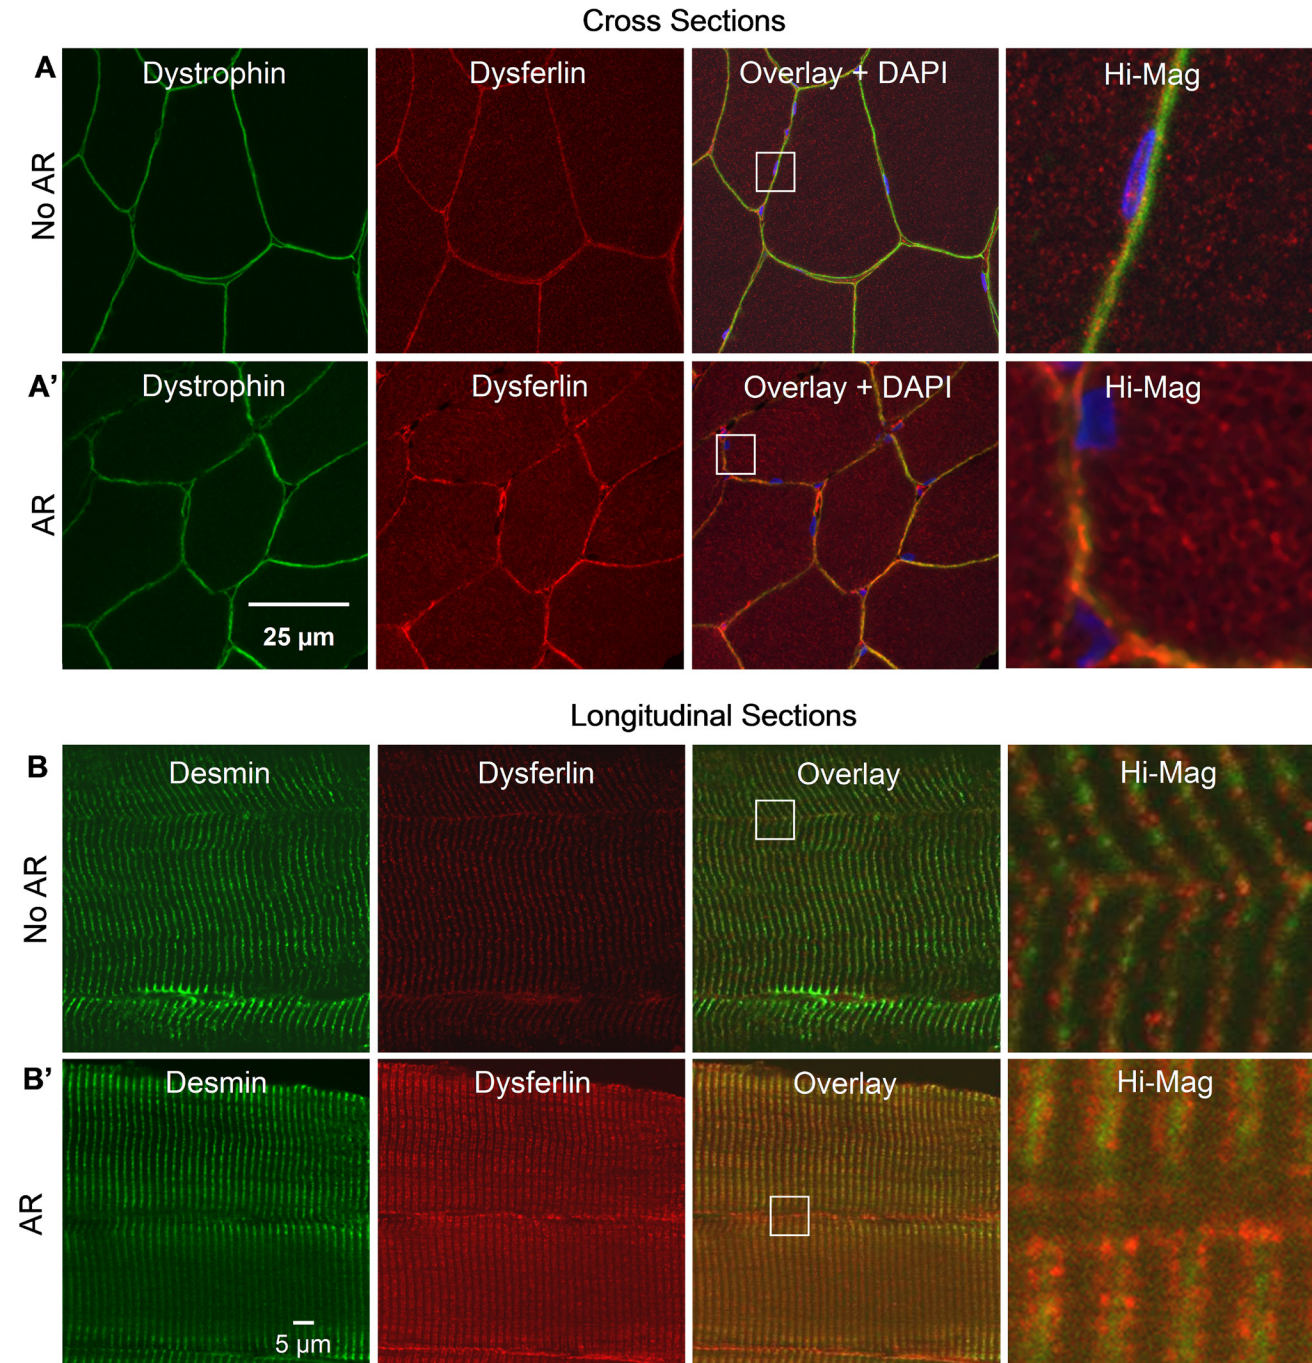 Cross Sections
A
No AR
Dystrophin
Dysferlin
Overlay + DAPI
Hi-Mag
A'
AR
Dystrophin
Dysferlin
Overlay + DAPI
Hi-Mag
25 µm
Longitudinal Sections
B
No AR
Desmin
Dysferlin
Overlay
Hi-Mag
B'
AR
Desmin
Dysferlin
Overlay
Hi-Mag
5 µm